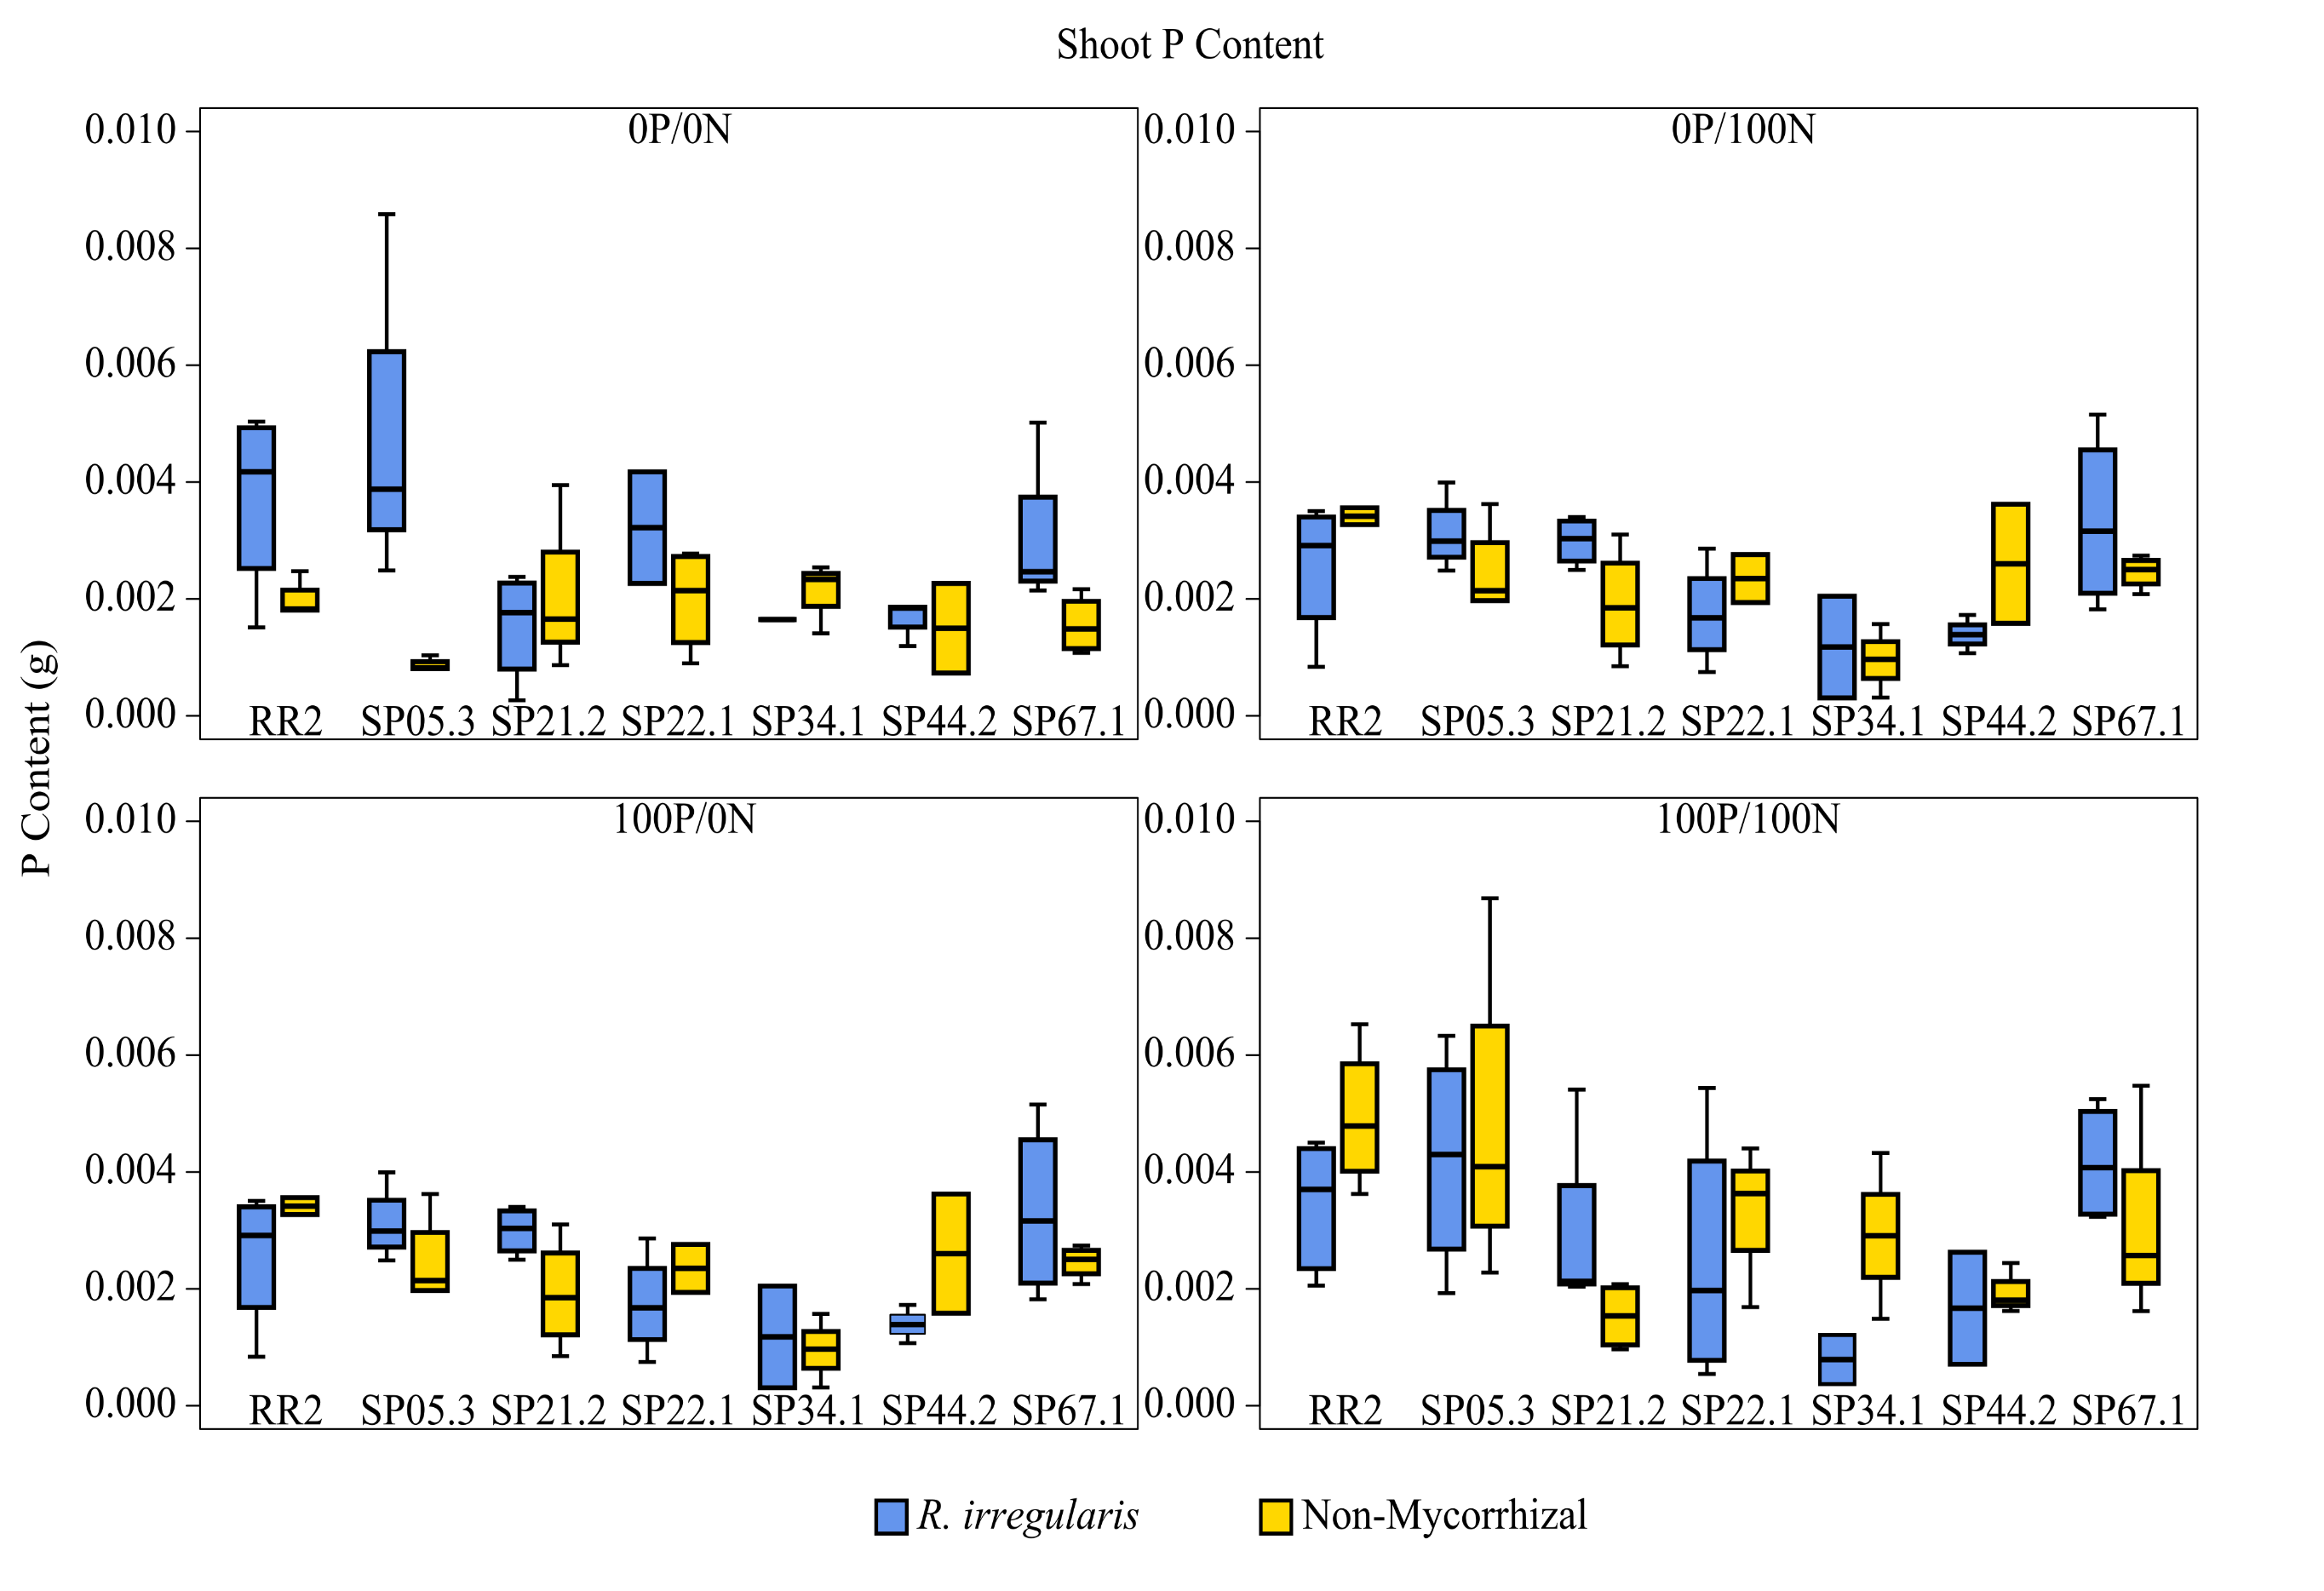 Shoot P Content
P Content (g)
0P/0N
0.010
0.008
0.006
0.004
0.002
0.000
RR2 SP05.3 SP21.2 SP22.1 SP34.1 SP44.2 SP67.1
0P/100N
0.010
0.008
0.006
0.004
0.002
0.000
RR2 SP05.3 SP21.2 SP22.1 SP34.1 SP44.2 SP67.1
100P/0N
0.010
0.008
0.006
0.004
0.002
0.000
RR2 SP05.3 SP21.2 SP22.1 SP34.1 SP44.2 SP67.1
100P/100N
0.010
0.008
0.006
0.004
0.002
0.000
RR2 SP05.3 SP21.2 SP22.1 SP34.1 SP44.2 SP67.1
R. irregularis Non-Mycorrhizal